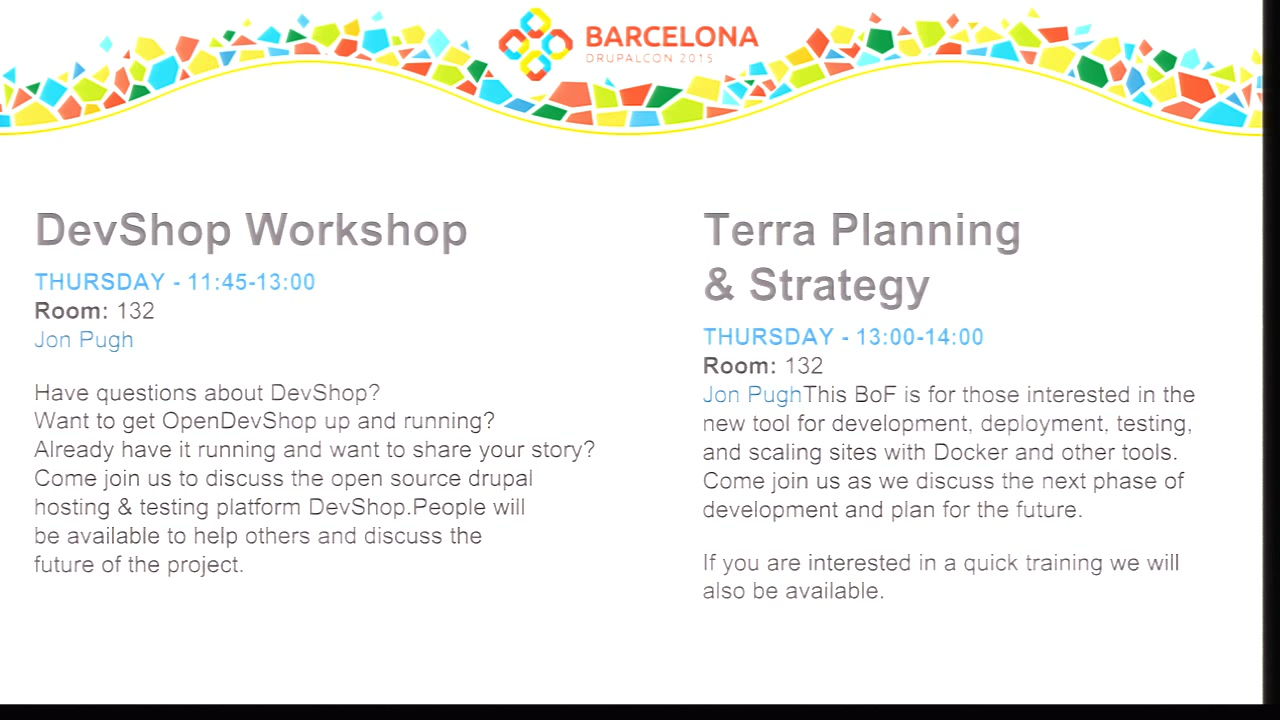 BARCELONA
DRUPALCON 2015
DevShop Workshop
THURSDAY - 11:45-13:00
Room: 132
Jon Pugh
Have questions about DevShop?
Want to get OpenDevShop up and running?
Already have it running and want to share your story?
Come join us to discuss the open source drupal
hosting & testing platform DevShop.People will
be available to help others and discuss the
future of the project.
Terra Planning
& Strategy
THURSDAY - 13:00-14:00
Room: 132
Jon PughThis BoF is for those interested in the
new tool for development, deployment, testing,
and scaling sites with Docker and other tools.
Come join us as we discuss the next phase of
development and plan for the future.
If you are interested in a quick training we will
also be available.